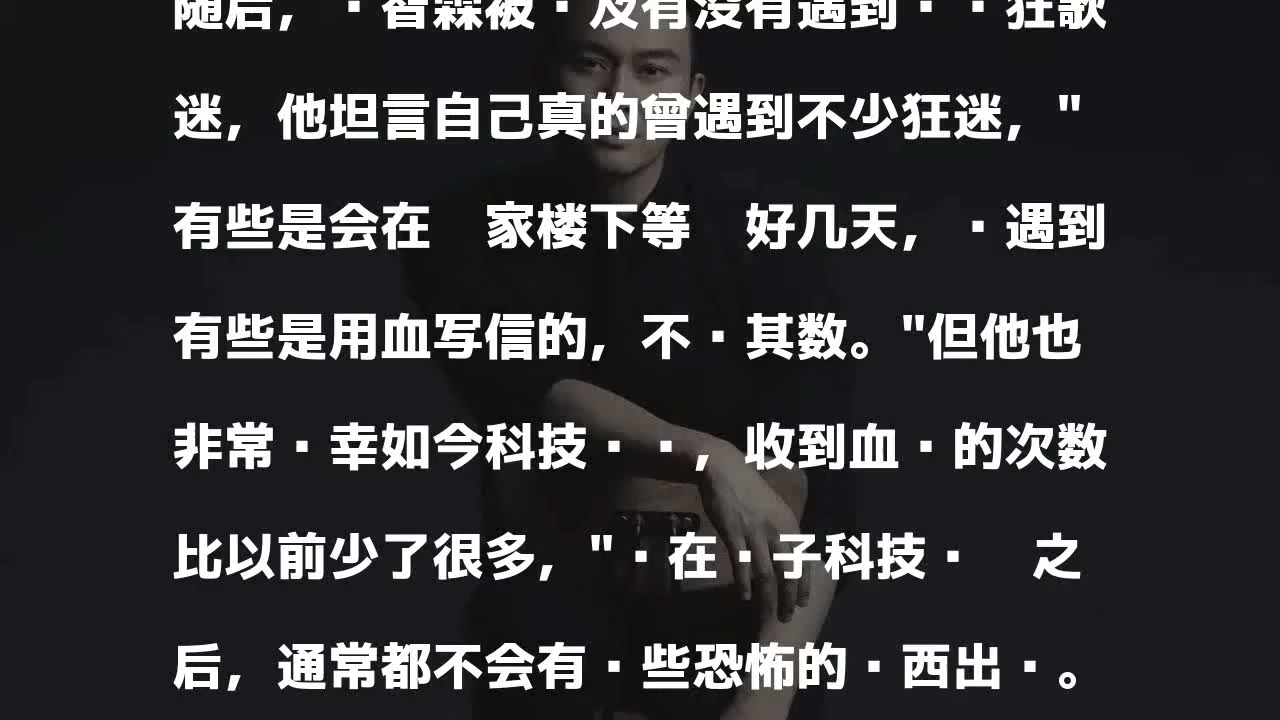 随后，·智霖被·及有没有遇到··狂歌
迷，他坦言自己真的曾遇到不少狂迷，"
有些是会在　家楼下等　好几天，·遇到
有些是用血写信的，不·其数。"但他也
非常·幸如今科技··，收到血·的次数
比以前少了很多，"·在·子科技·　之
后，通常都不会有·些恐怖的·西出·。